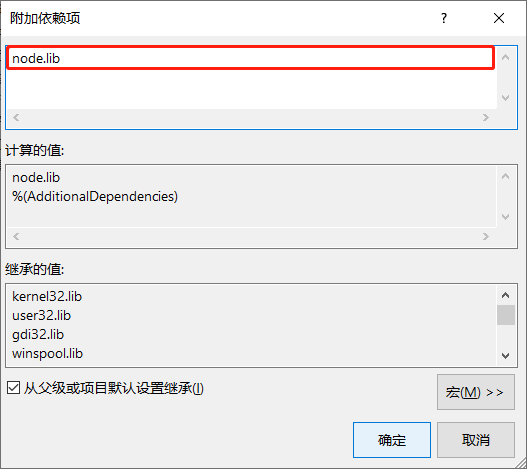 附加依赖项
node.lib
计算的值:
node.lib
%(AdditionalDependencies)
继承的值:
kernel32.lib
user32.lib
gdi32.lib
winspool.lib
从父级或项目默认设置继承(I)
宏(M) >>
确定
取消